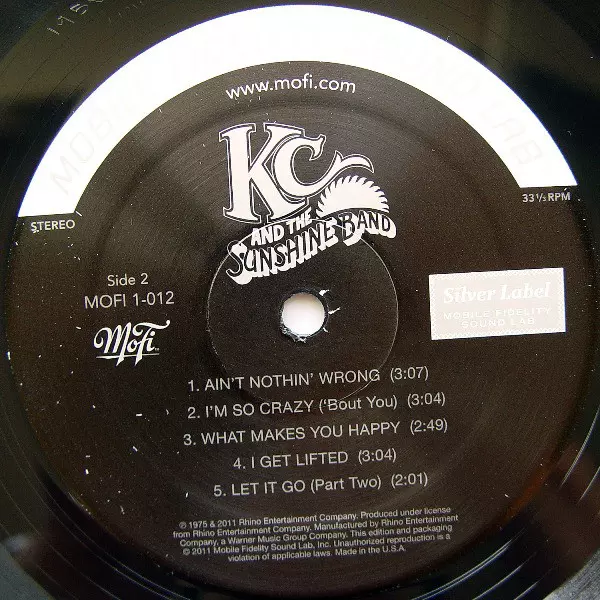 www.mofi.com
KC
AND THE
SUNSHINE BAND
STEREO
33 1/3 RPM
Side 2
MOFI 1-012
MoFi
Silver Label
MOBILE FIDELITY
SOUND LAB
1. AIN'T NOTHIN' WRONG (3:07)
2. I'M SO CRAZY ('Bout You) (3:04)
3. WHAT MAKES YOU HAPPY (2:49)
4. I GET LIFTED (3:04)
5. LET IT GO (Part Two) (2:01)
℗ 1975 & 2011 Rhino Entertainment Company. Produced under license
from Rhino Entertainment Company. Manufactured by Rhino Entertainment
Company, a Warner Music Group Company. This edition and packaging
© 2011 Mobile Fidelity Sound Lab, Inc. Unauthorized reproduction is a
violation of applicable laws. Made in the U.S.A.